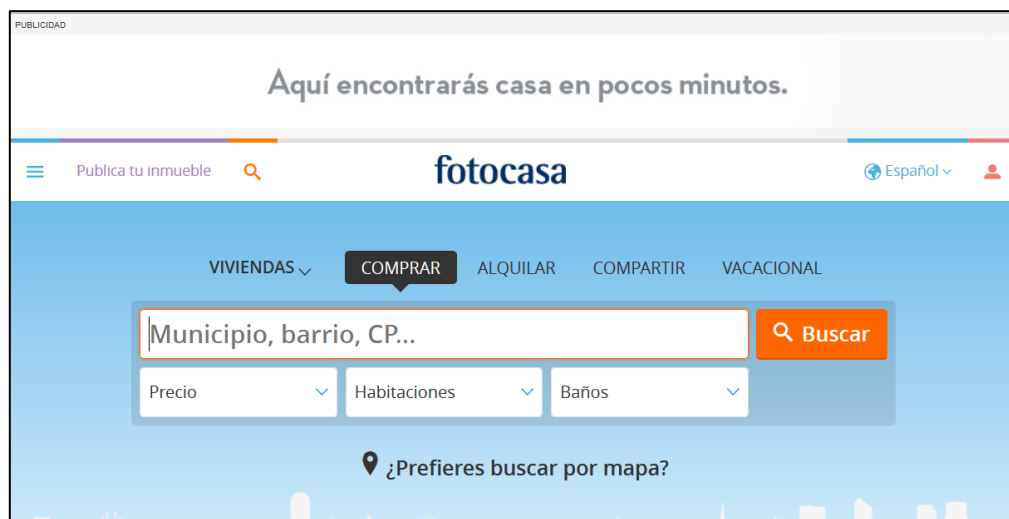 PUBLICIDAD
Aquí encontrarás casa en pocos minutos.
Publica tu inmueble fotocasa Español
VIVIENDAS COMPRAR ALQUILAR COMPARTIR VACACIONAL
Municipio, barrio, CP... Buscar
Precio Habitaciones Baños
¿Prefieres buscar por mapa?